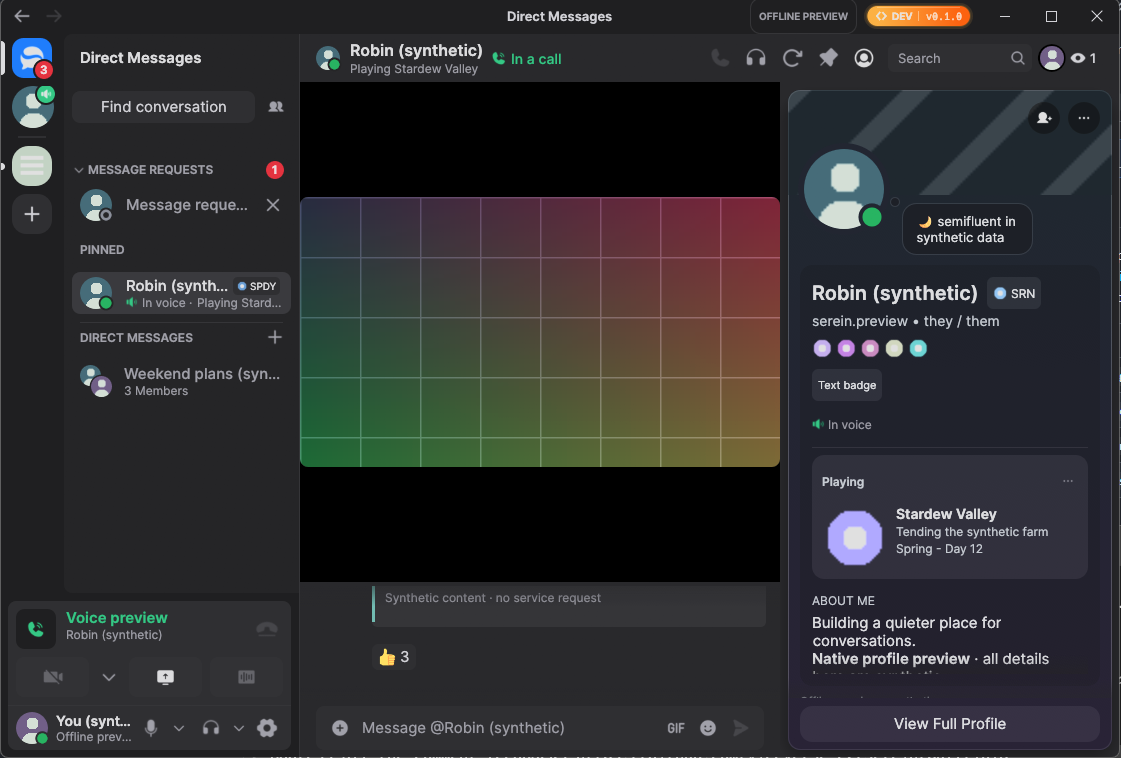 Direct Messages
OFFLINE PREVIEW
DEV
v0.1.0
3
Direct Messages
Find conversation
MESSAGE REQUESTS
1
Message reque...
PINNED
Robin (synth...
SPDY
In voice · Playing Stard...
DIRECT MESSAGES
Weekend plans (syn...
3 Members
Voice preview
Robin (synthetic)
You (synt...
Offline prev...
Robin (synthetic)
Playing Stardew Valley
In a call
Search
1
Synthetic content · no service request
👍 3
Message @Robin (synthetic)
GIF
🌙 semifluent in
synthetic data
Robin (synthetic)
SRN
serein.preview • they / them
Text badge
In voice
Playing
...
Stardew Valley
Tending the synthetic farm
Spring - Day 12
ABOUT ME
Building a quieter place for
conversations.
Native profile preview · all details
View Full Profile